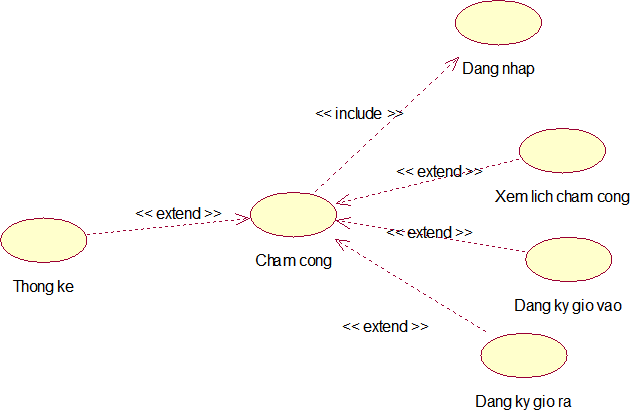 Dang nhap
<< include >>
<< extend >>
Xem lich cham cong
<< extend >>
<< extend >>
Cham cong
Thong ke
Dang ky gio vao
<< extend >>
Dang ky gio ra